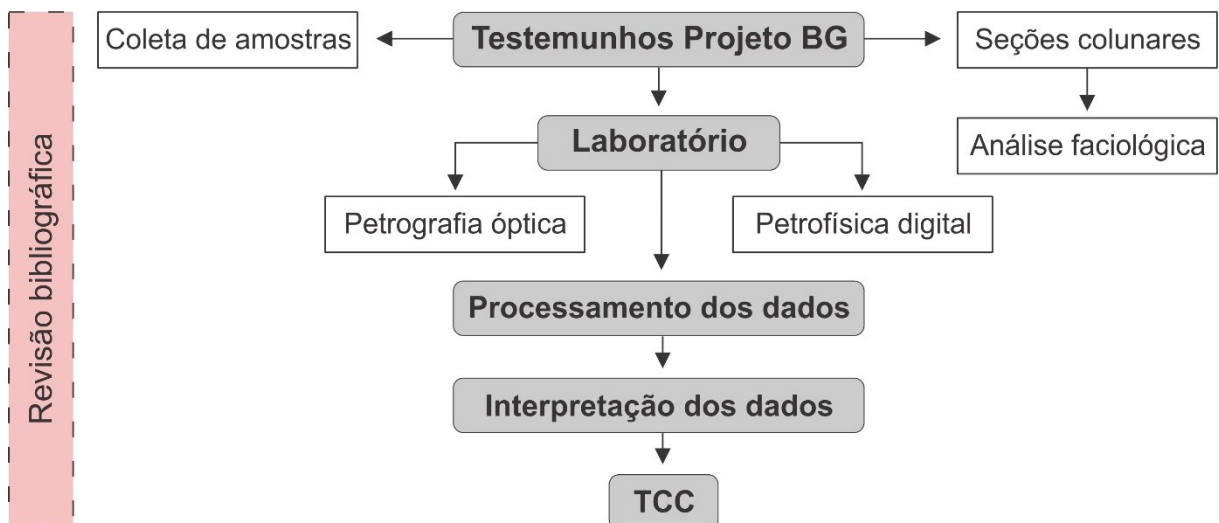 Revisão bibliográfica
Coleta de amostras
Testemunhos Projeto BG
Seções colunares
Laboratório
Análise faciológica
Petrografia óptica
Petrofísica digital
Processamento dos dados
Interpretação dos dados
TCC